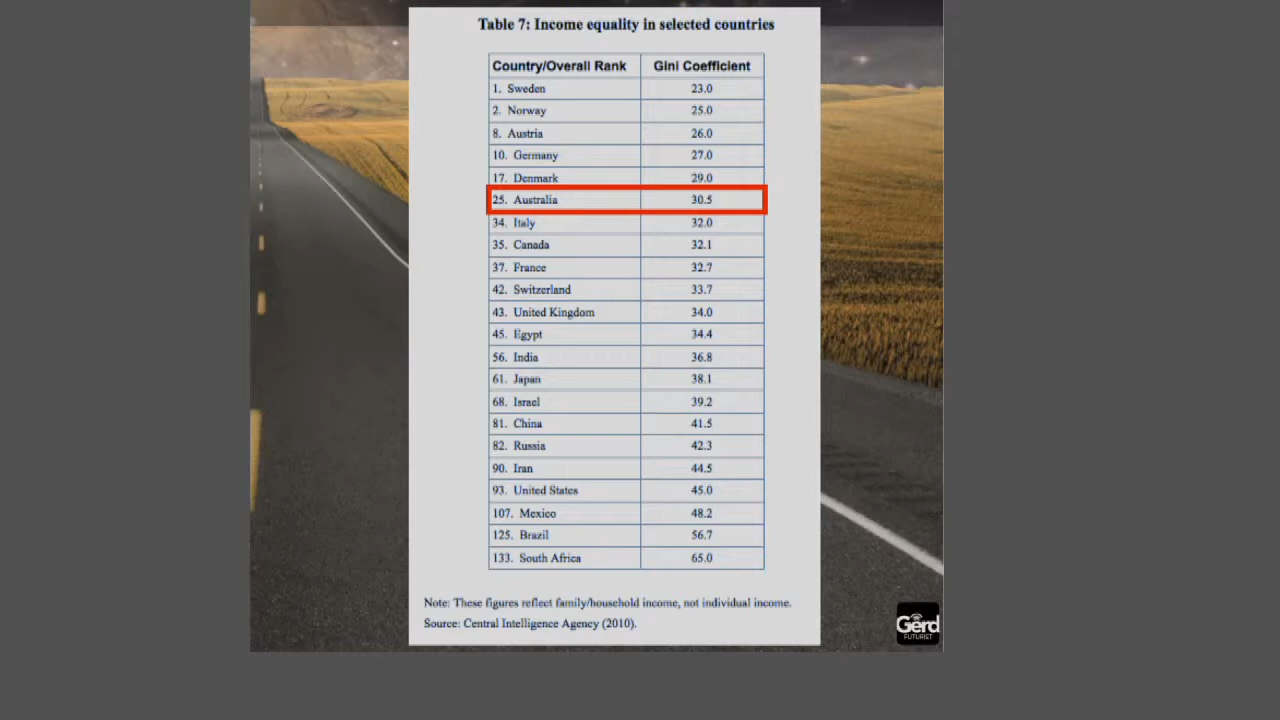 Table 7: Income equality in selected countries
Country/Overall Rank Gini Coefficient
1. Sweden 23.0
2. Norway 25.0
8. Austria 26.0
10. Germany 27.0
17. Denmark 29.0
25. Australia 30.5
34. Italy 32.0
35. Canada 32.1
37. France 32.7
42. Switzerland 33.7
43. United Kingdom 34.0
45. Egypt 34.4
56. India 36.8
61. Japan 38.1
68. Israel 39.2
81. China 41.5
82. Russia 42.3
90. Iran 44.5
93. United States 45.0
107. Mexico 48.2
125. Brazil 56.7
133. South Africa 65.0
Note: These figures reflect family/household income, not individual income.
Source: Central Intelligence Agency (2010).
Gerd
FUTURIST